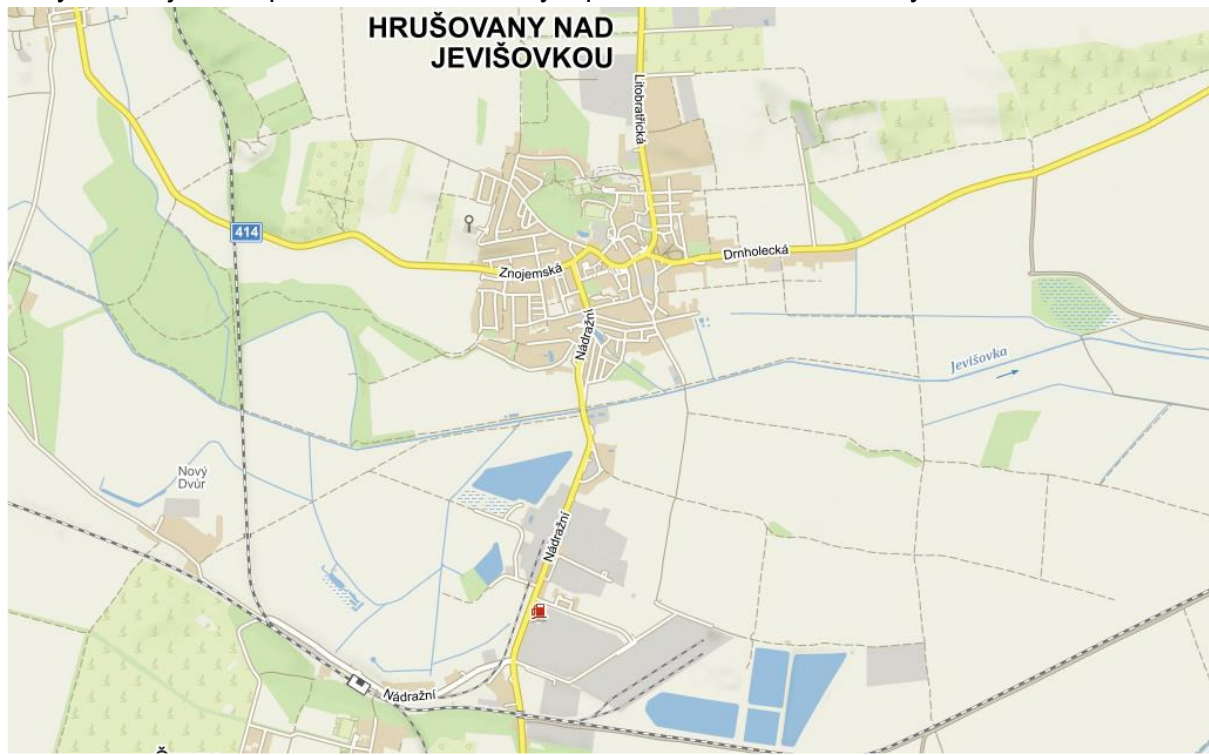 HRUŠOVANY NAD
JEVIŠOVKOU
Litobratřická
414
Znojemská
Drnholecká
Nádražní
Jevišovka
Nový
Dvůr
Nádražní
Nádražní